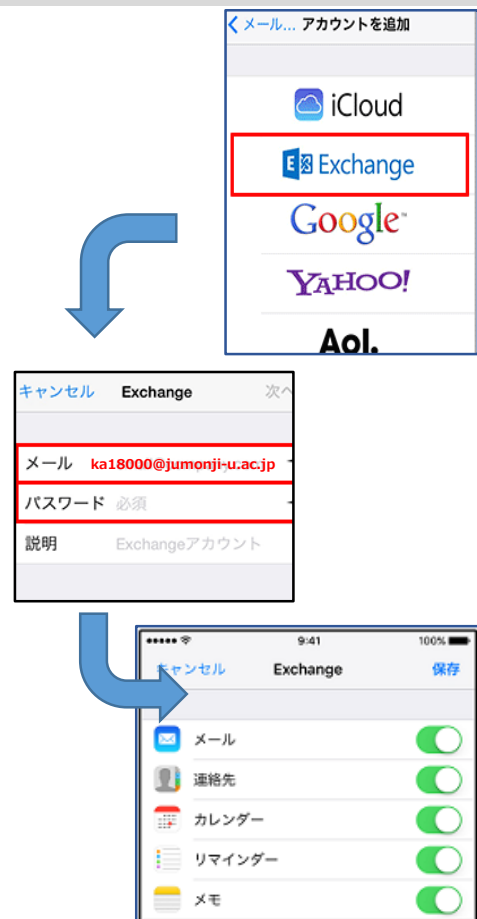 メール... アカウントを追加
iCloud
Exchange
Google
YAHOO!
Aol.
キャンセル Exchange 次へ
メール ka18000@jumonji-u.ac.jp
パスワード 必須
説明 Exchangeアカウント
9:41 100%
キャンセル Exchange 保存
メール
連絡先
カレンダー
リマインダー
メモ